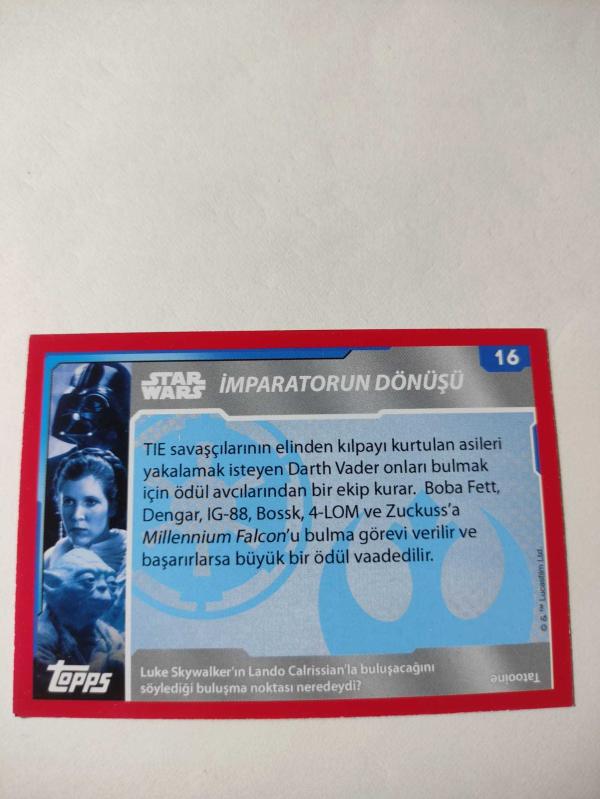 16
STAR
WARS
İMPARATORUN DÖNÜŞÜ
TIE savaşçılarının elinden kılpayı kurtulan asileri
yakalamak isteyen Darth Vader onları bulmak
için ödül avcılarından bir ekip kurar. Boba Fett,
Dengar, IG-88, Bossk, 4-LOM ve Zuckuss'a
Millennium Falcon'u bulma görevi verilir ve
başarırlarsa büyük bir ödül vaadedilir.
© & ™ Lucasfilm Ltd.
Topps
Luke Skywalker'ın Lando Calrissian'la buluşacağını
söylediği buluşma noktası neredeydi?
Tatooine